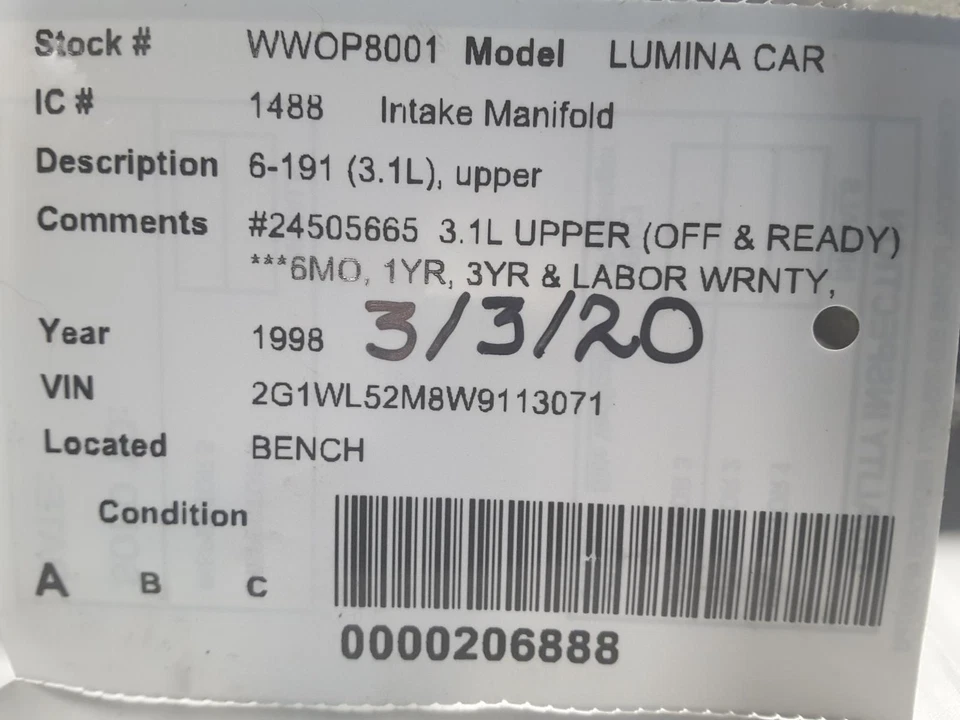 Stock # WWOP8001 Model LUMINA CAR
IC # 1488 Intake Manifold
Description 6-191 (3.1L), upper
Comments #24505665 3.1L UPPER (OFF & READY)
***6MO, 1YR, 3YR & LABOR WRNTY,
3/3/20
Year 1998
VIN 2G1WL52M8W9113071
Located BENCH
Condition
A B C
0000206888